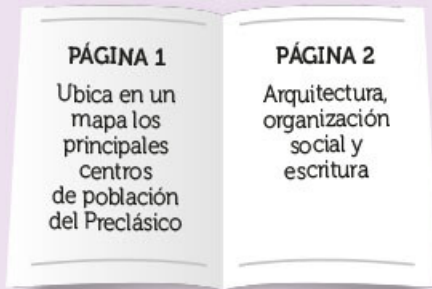 PÁGINA 1
Ubica en un
mapa los
principales
centros
de población
del Preclásico
PÁGINA 2
Arquitectura,
organización
social y
escritura